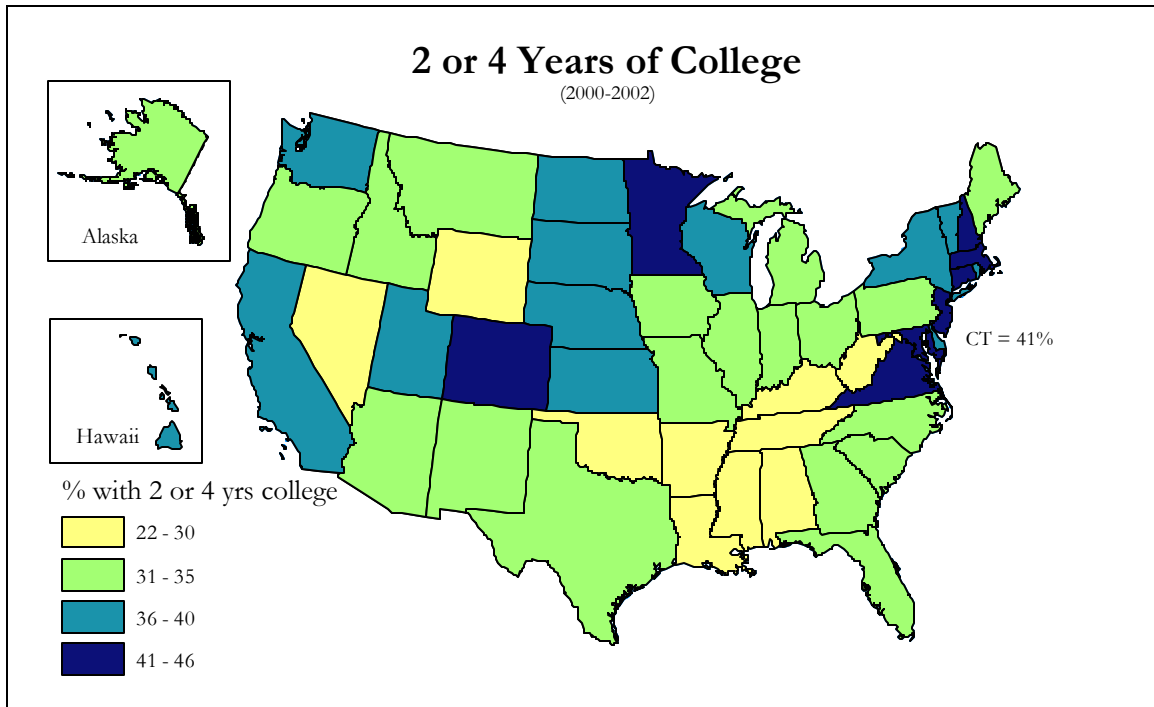 2 or 4 Years of College
(2000-2002)
Alaska
CT = 41%
Hawaii
% with 2 or 4 yrs college
22 - 30
31 - 35
36 - 40
41 - 46